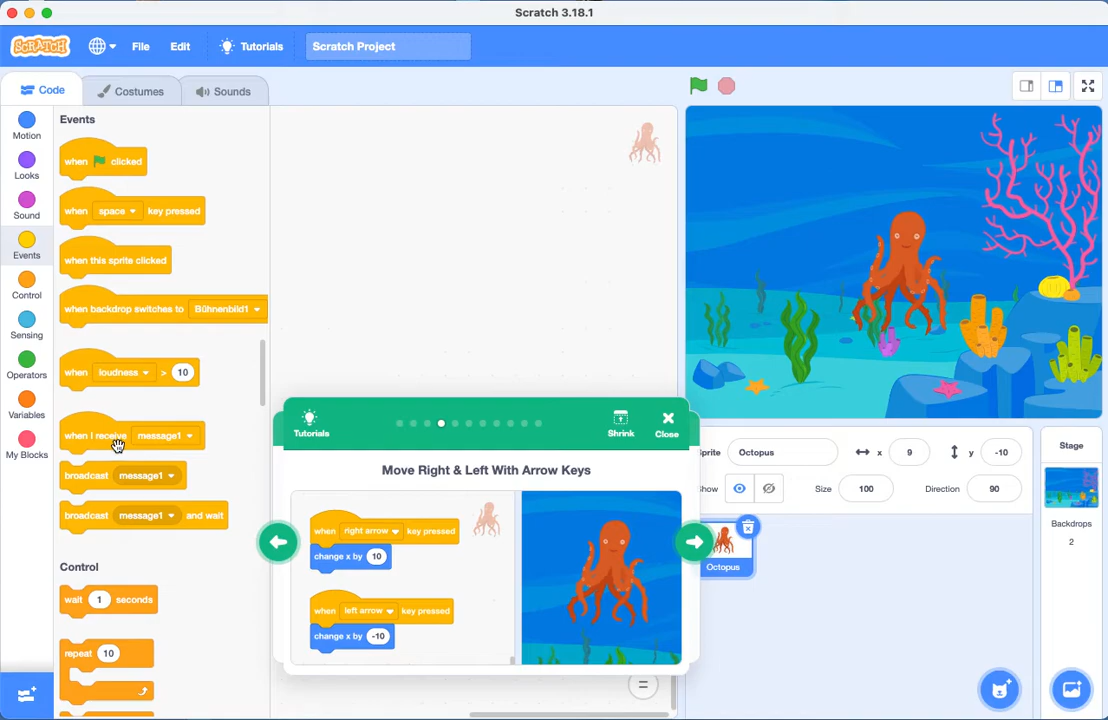 Scratch 3.18.1
SCRATCH
File
Edit
Tutorials
Scratch Project
Code
Costumes
Sounds
Motion
Looks
Sound
Events
Control
Sensing
Operators
Variables
My Blocks
Events
when clicked
when space key pressed
when this sprite clicked
when backdrop switches to Bühnenbild1
when loudness > 10
when I receive message1
broadcast message1
broadcast message1 and wait
Control
wait 1 seconds
repeat 10
Tutorials
Shrink
Close
Move Right & Left With Arrow Keys
when right arrow key pressed
change x by 10
when left arrow key pressed
change x by -10
prite
Octopus
x
9
y
-10
how
Size
100
Direction
90
Octopus
Stage
Backdrops
2